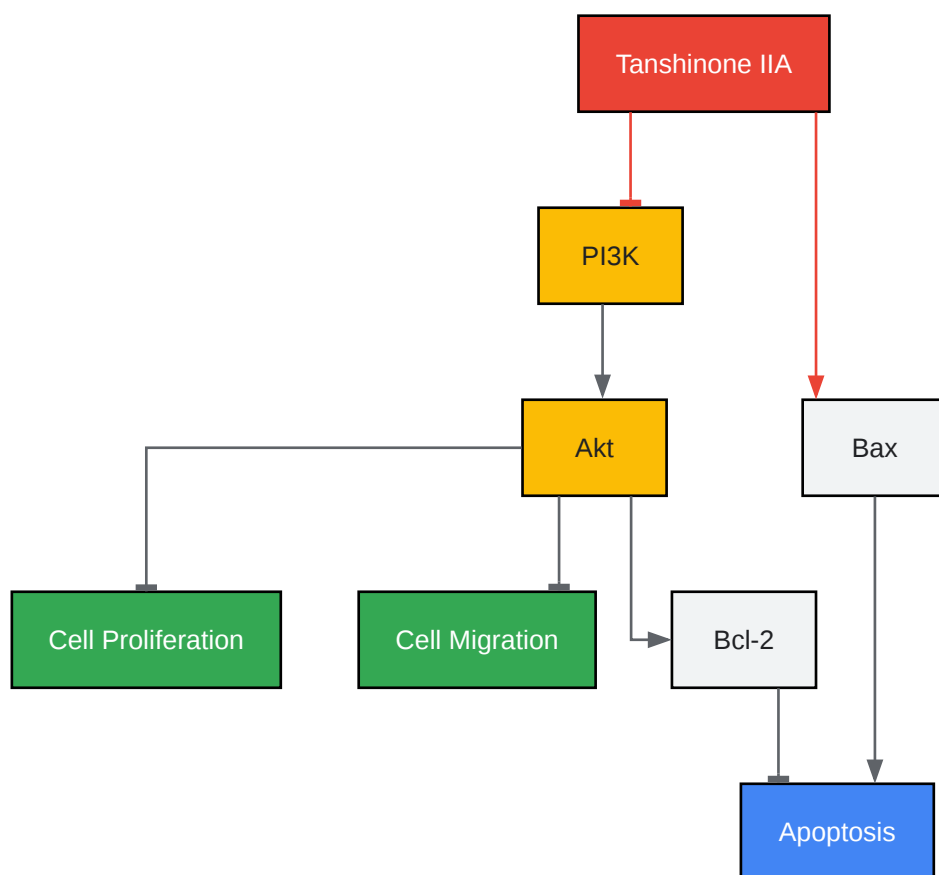 Tanshinone IIA
PI3K
Akt
Bax
Cell Proliferation
Cell Migration
Bcl-2
Apoptosis